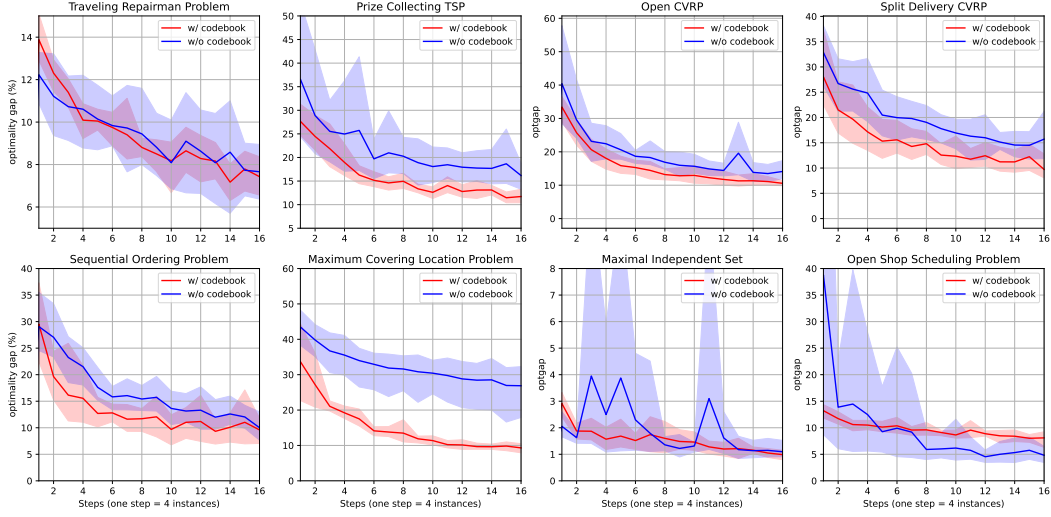 Traveling Repairman Problem
optimality gap (%)
14
12
10
8
6
w/ codebook
w/o codebook
2 4 6 8 10 12 14 16
Prize Collecting TSP
50
45
40
35
30
25
20
15
10
5
w/ codebook
w/o codebook
2 4 6 8 10 12 14 16
Open CVRP
optgap
60
50
40
30
20
10
0
w/ codebook
w/o codebook
2 4 6 8 10 12 14 16
Split Delivery CVRP
optgap
40
35
30
25
20
15
10
5
0
w/ codebook
w/o codebook
2 4 6 8 10 12 14 16
Sequential Ordering Problem
optimality gap (%)
40
35
30
25
20
15
10
5
0
w/ codebook
w/o codebook
2 4 6 8 10 12 14 16
Steps (one step = 4 instances)
Maximum Covering Location Problem
60
50
40
30
20
10
0
w/ codebook
w/o codebook
2 4 6 8 10 12 14 16
Steps (one step = 4 instances)
Maximal Independent Set
optgap
8
7
6
5
4
3
2
1
0
w/ codebook
w/o codebook
2 4 6 8 10 12 14 16
Steps (one step = 4 instances)
Open Shop Scheduling Problem
optgap
40
35
30
25
20
15
10
5
0
w/ codebook
w/o codebook
2 4 6 8 10 12 14 16
Steps (one step = 4 instances)